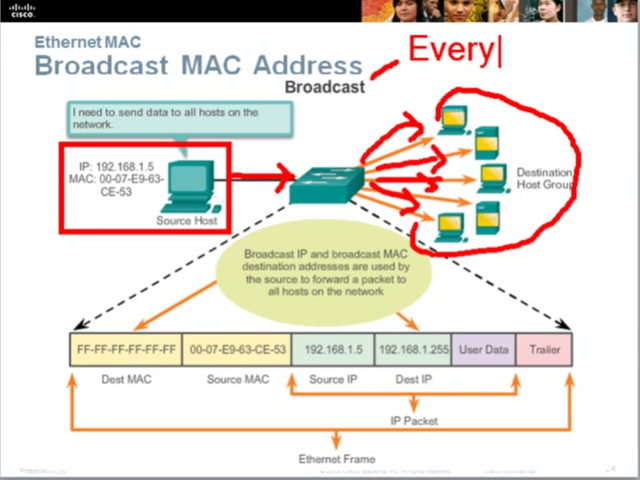 CISCO.
Ethernet MAC
Broadcast MAC Address
Every
Broadcast
I need to send data to all hosts on the
network.
IP: 192.168.1.5
MAC: 00-07-E9-63-
CE-53
Source Host
Destination
Host Group
Broadcast IP and broadcast MAC
destination addresses are used by
the source to forward a packet to
all hosts on the network
FF-FF-FF-FF-FF-FF 00-07-E9-63-CE-53 192.168.1.5 192.168.1.255 User Data Trailer
Dest MAC Source MAC Source IP Dest IP
IP Packet
Ethernet Frame